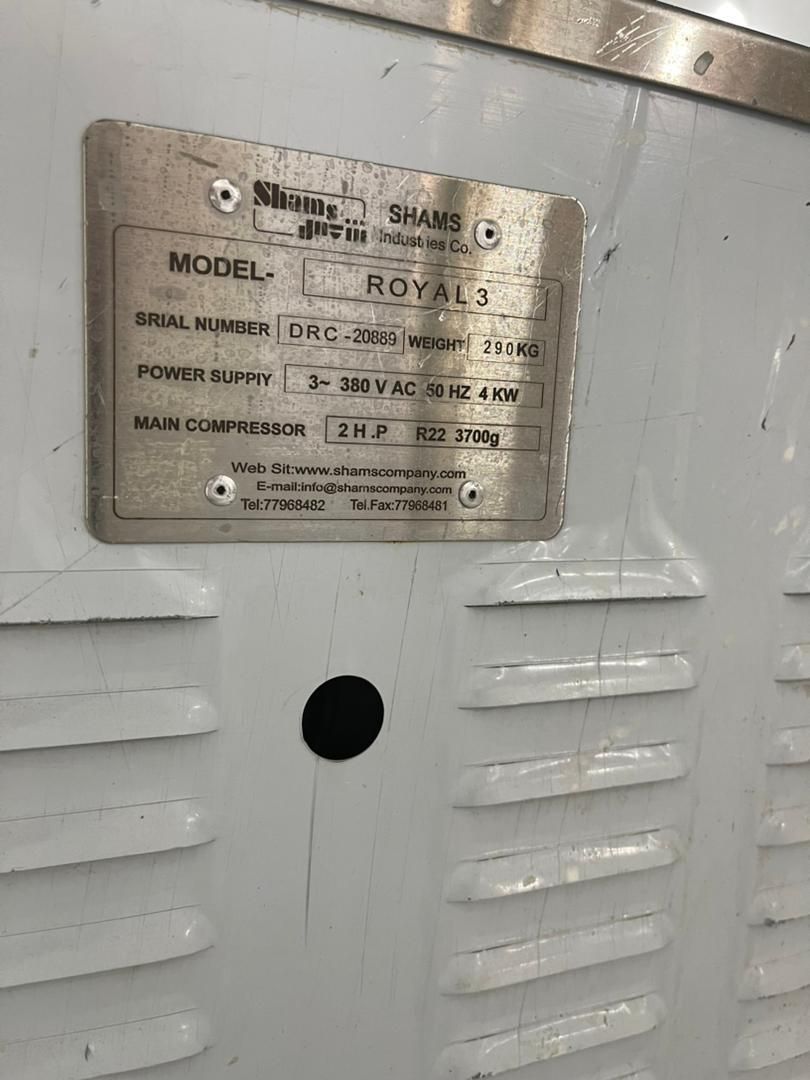 Shams SHAMS
Industries Co.
MODEL- ROYAL 3
SRIAL NUMBER DRC-20889 WEIGHT 290KG
POWER SUPPIY 3~ 380 V AC 50 HZ 4 KW
MAIN COMPRESSOR 2 H.P R22 3700g
Web Sit:www.shamscompany.com
E-mail:info@shamscompany.com
Tel:77968482 Tel.Fax:77968481